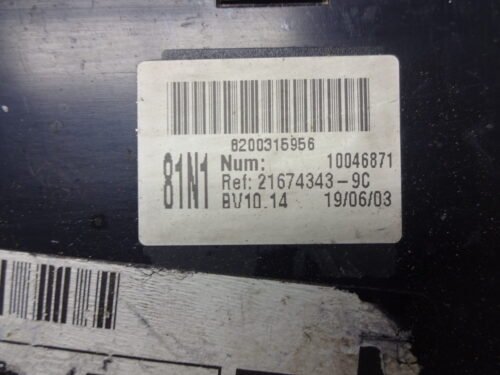 8200315956
81N1
Num: 10046871
Ref: 21674343-9C
BV10.14 19/06/03